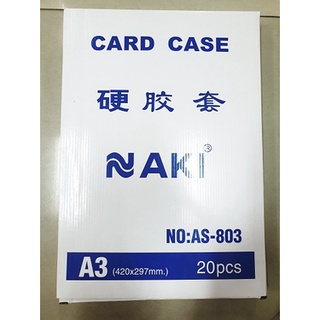 CARD CASE
硬胶套
NAKI®
NO:AS-803
A3 (420x297mm.) 20pcs